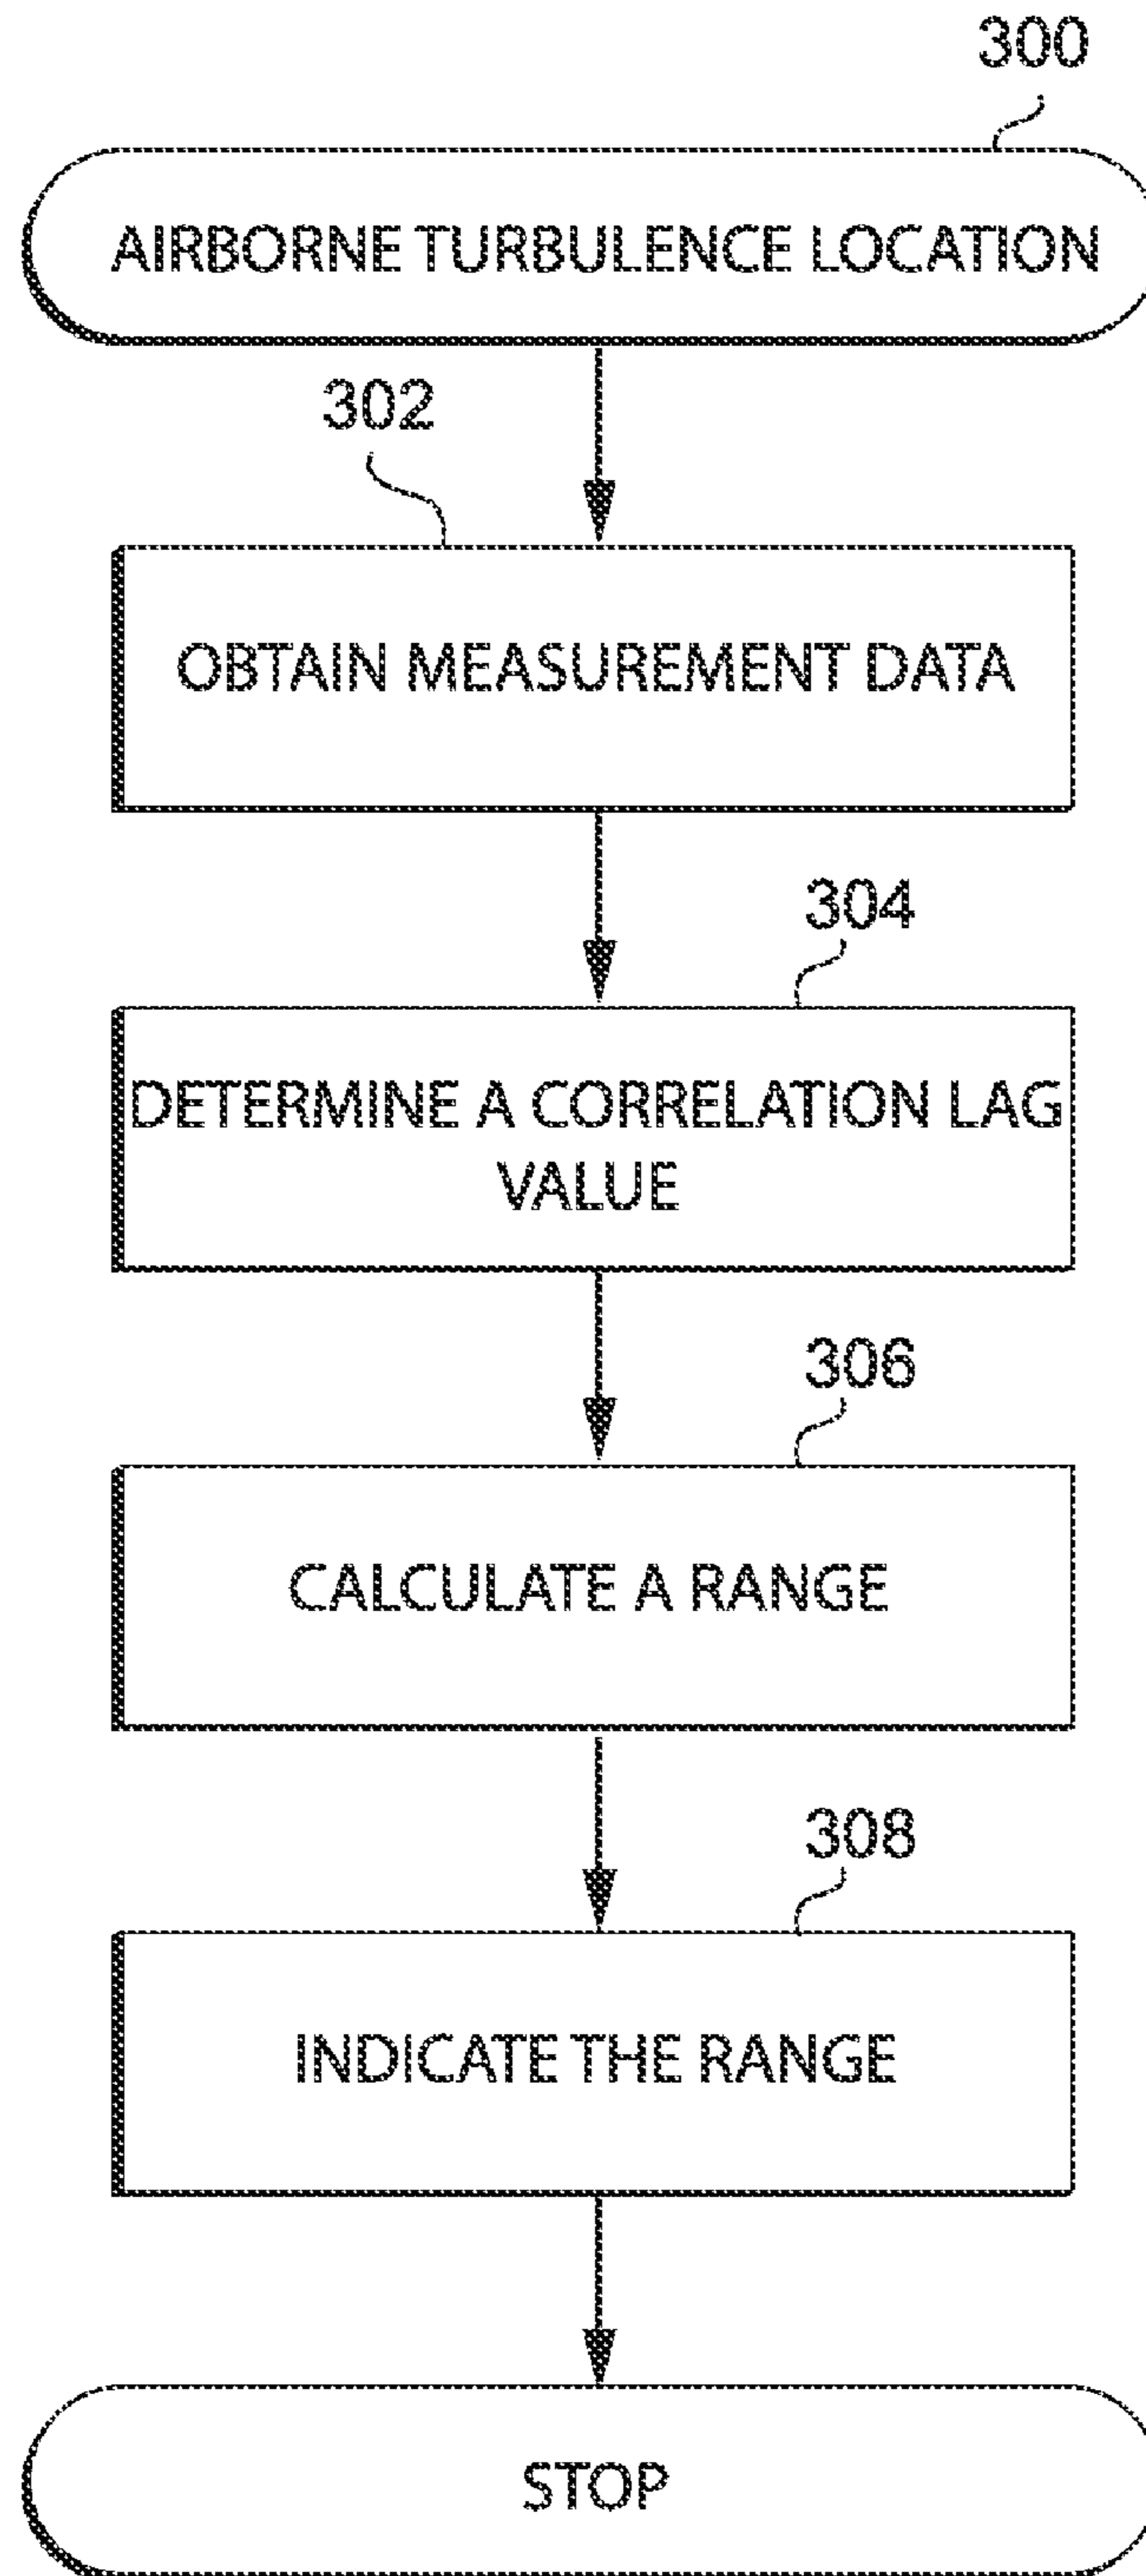 300
AIRBORNE TURBULENCE LOCATION
302
OBTAIN MEASUREMENT DATA
304
DETERMINE A CORRELATION LAG
VALUE
306
CALCULATE A RANGE
308
INDICATE THE RANGE
STOP